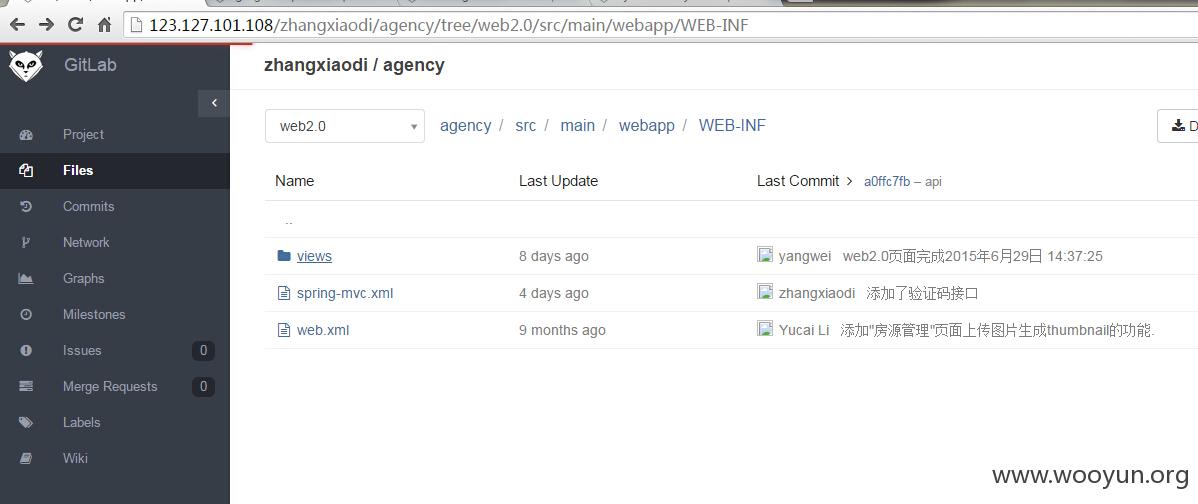 123.127.101.108/zhangxiaodi/agency/tree/web2.0/src/main/webapp/WEB-INF
GitLab
zhangxiaodi / agency
web2.0
agency / src / main / webapp / WEB-INF
Project
Files
Commits
Network
Graphs
Milestones
Issues 0
Merge Requests 0
Labels
Wiki
Name Last Update Last Commit > a0ffc7fb – api
..
views 8 days ago yangwei web2.0页面完成2015年6月29日 14:37:25
spring-mvc.xml 4 days ago zhangxiaodi 添加了验证码接口
web.xml 9 months ago Yucai Li 添加"房源管理"页面上传图片生成thumbnail的功能.
www.wooyun.org